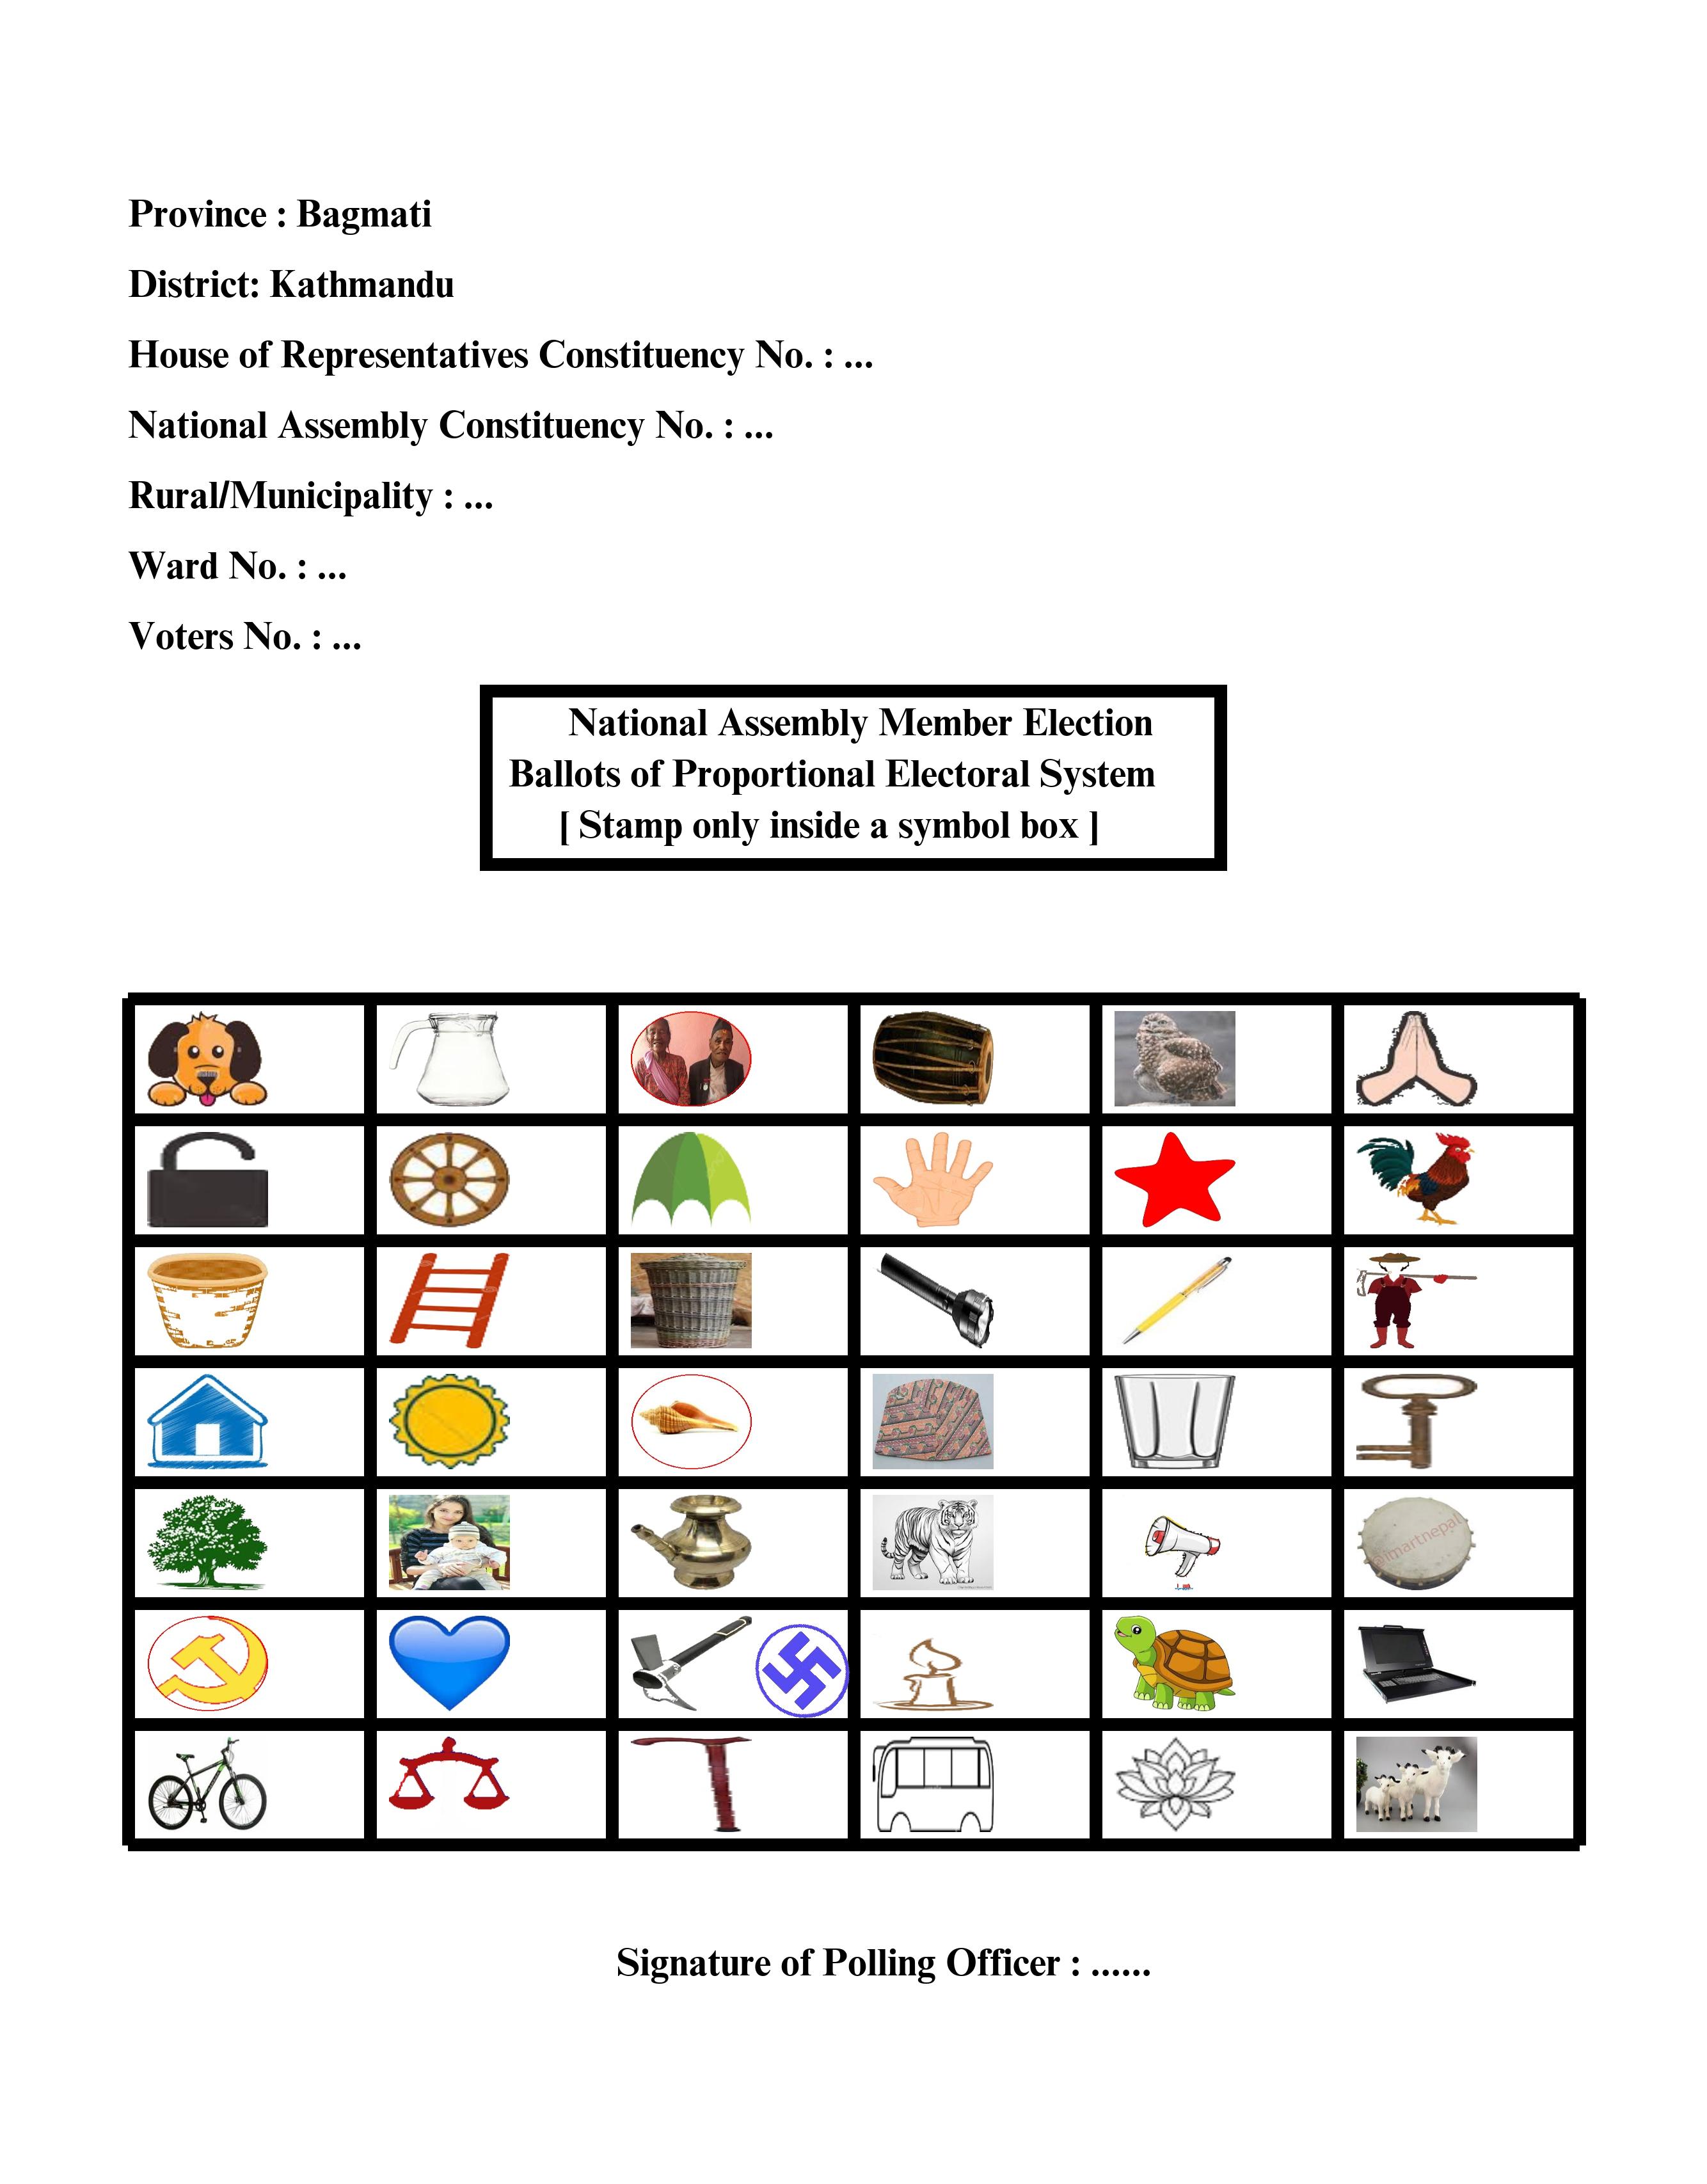 Province : Bagmati
District: Kathmandu
House of Representatives Constituency No. : ...
National Assembly Constituency No. : ...
Rural/Municipality : ...
Ward No. : ...
Voters No. : ...
National Assembly Member Election
Ballots of Proportional Electoral System
[ Stamp only inside a symbol box ]
Signature of Polling Officer : ......